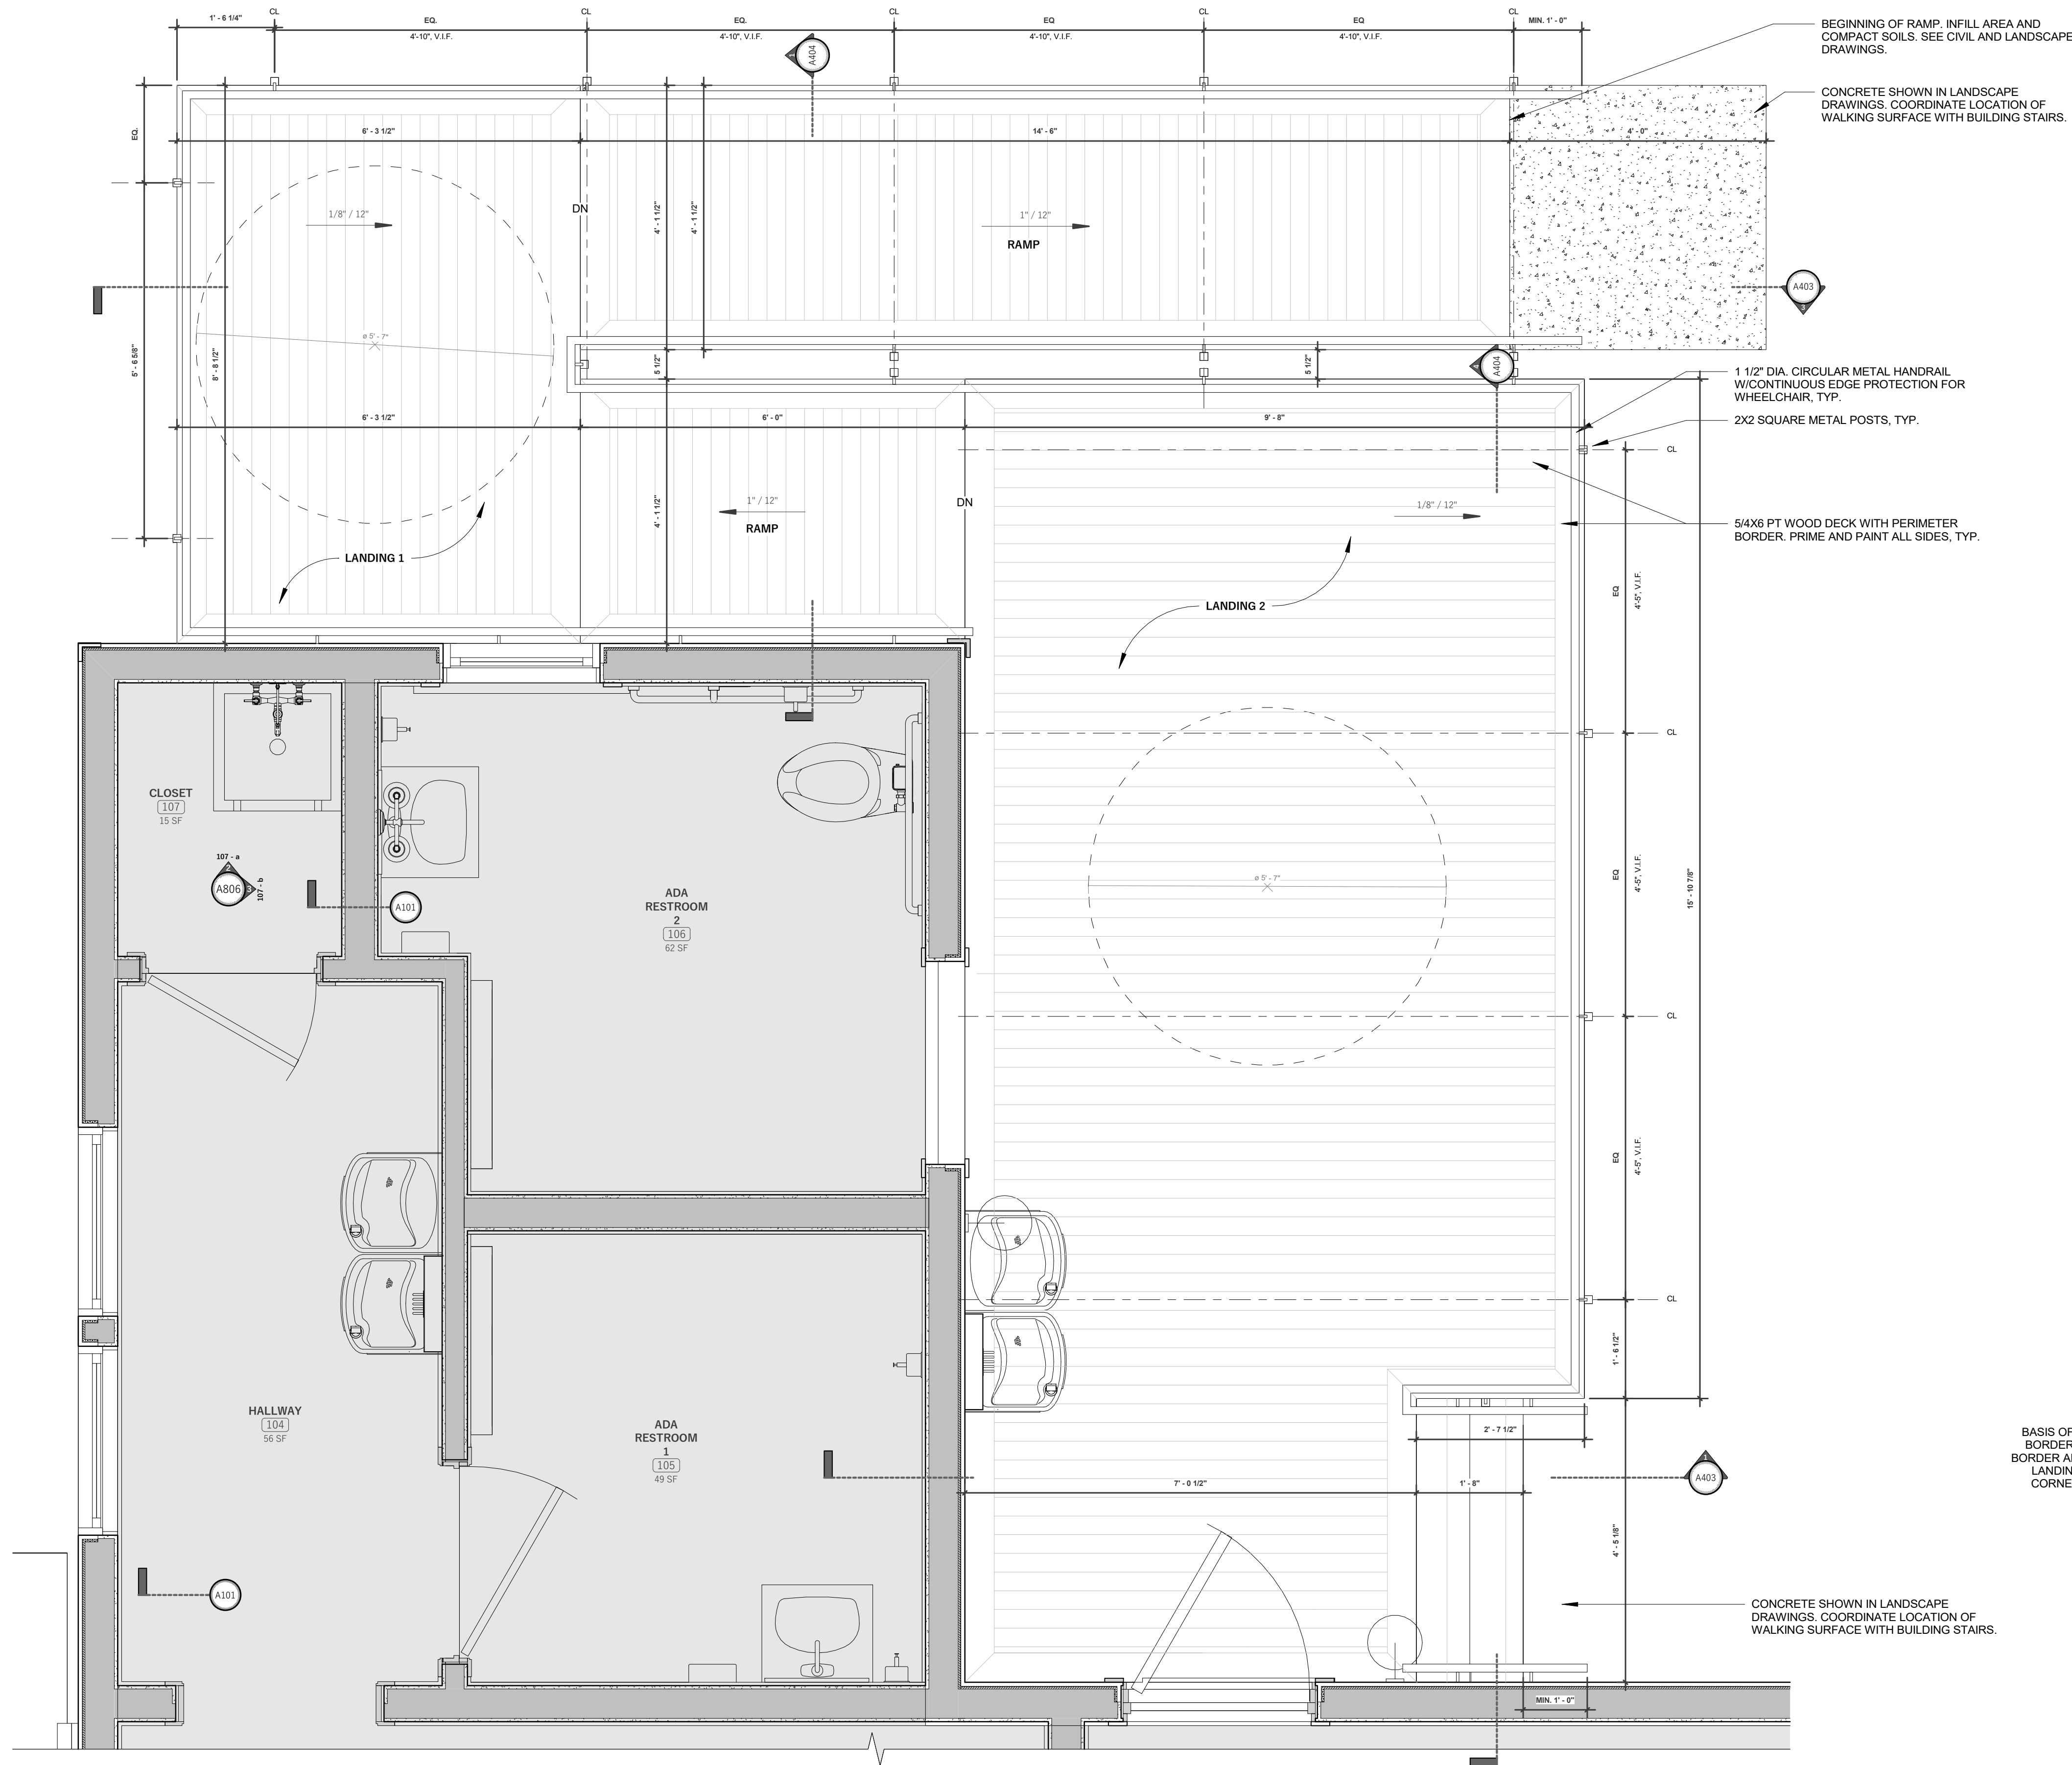 1' - 6 1/4"
CL
EQ.
4'-10", V.I.F.
CL
EQ.
4'-10", V.I.F.
CL
EQ
4'-10", V.I.F.
CL
EQ
4'-10", V.I.F.
CL
MIN. 1' - 0"
A404
BEGINNING OF RAMP. INFILL AREA AND
COMPACT SOILS. SEE CIVIL AND LANDSCAPE
DRAWINGS.
CONCRETE SHOWN IN LANDSCAPE
DRAWINGS. COORDINATE LOCATION OF
WALKING SURFACE WITH BUILDING STAIRS.
EQ.
6' - 3 1/2"
14' - 6"
4' - 0"
1/8" / 12"
DN
4' - 1 1/2"
4' - 1 1/2"
1" / 12"
RAMP
A403
3
5' - 6 5/8"
8' - 8 1/2"
ø 5' - 7"
5 1/2"
5 1/2"
A404
1 1/2" DIA. CIRCULAR METAL HANDRAIL
W/CONTINUOUS EDGE PROTECTION FOR
WHEELCHAIR, TYP.
2X2 SQUARE METAL POSTS, TYP.
6' - 3 1/2"
6' - 0"
9' - 8"
CL
4' - 1 1/2"
1" / 12"
RAMP
DN
1/8" / 12"
5/4X6 PT WOOD DECK WITH PERIMETER
BORDER. PRIME AND PAINT ALL SIDES, TYP.
LANDING 1
LANDING 2
EQ
4'-5", V.I.F.
CL
CLOSET
107
15 SF
107 - a
A806
2
3
107 - b
A101
ADA
RESTROOM
2
106
62 SF
ø 5' - 7"
EQ
4'-5", V.I.F.
15' - 10 7/8"
CL
EQ
4'-5", V.I.F.
CL
1' - 6 1/2"
HALLWAY
104
56 SF
ADA
RESTROOM
1
105
49 SF
2' - 7 1/2"
7' - 0 1/2"
1' - 8"
1
A403
BASIS OF
BORDER
BORDER A
LANDIN
CORNE
4' - 5 1/8"
A101
CONCRETE SHOWN IN LANDSCAPE
DRAWINGS. COORDINATE LOCATION OF
WALKING SURFACE WITH BUILDING STAIRS.
MIN. 1' - 0"